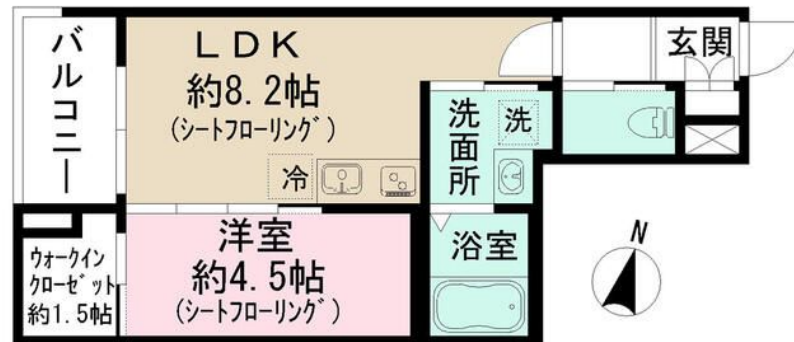 バルコニー
LDK
約8.2帖
(シートフローリング)
冷
洗面所
洗
玄関
ウォークイン
クローゼット
約1.5帖
洋室
約4.5帖
(シートフローリング)
浴室
N